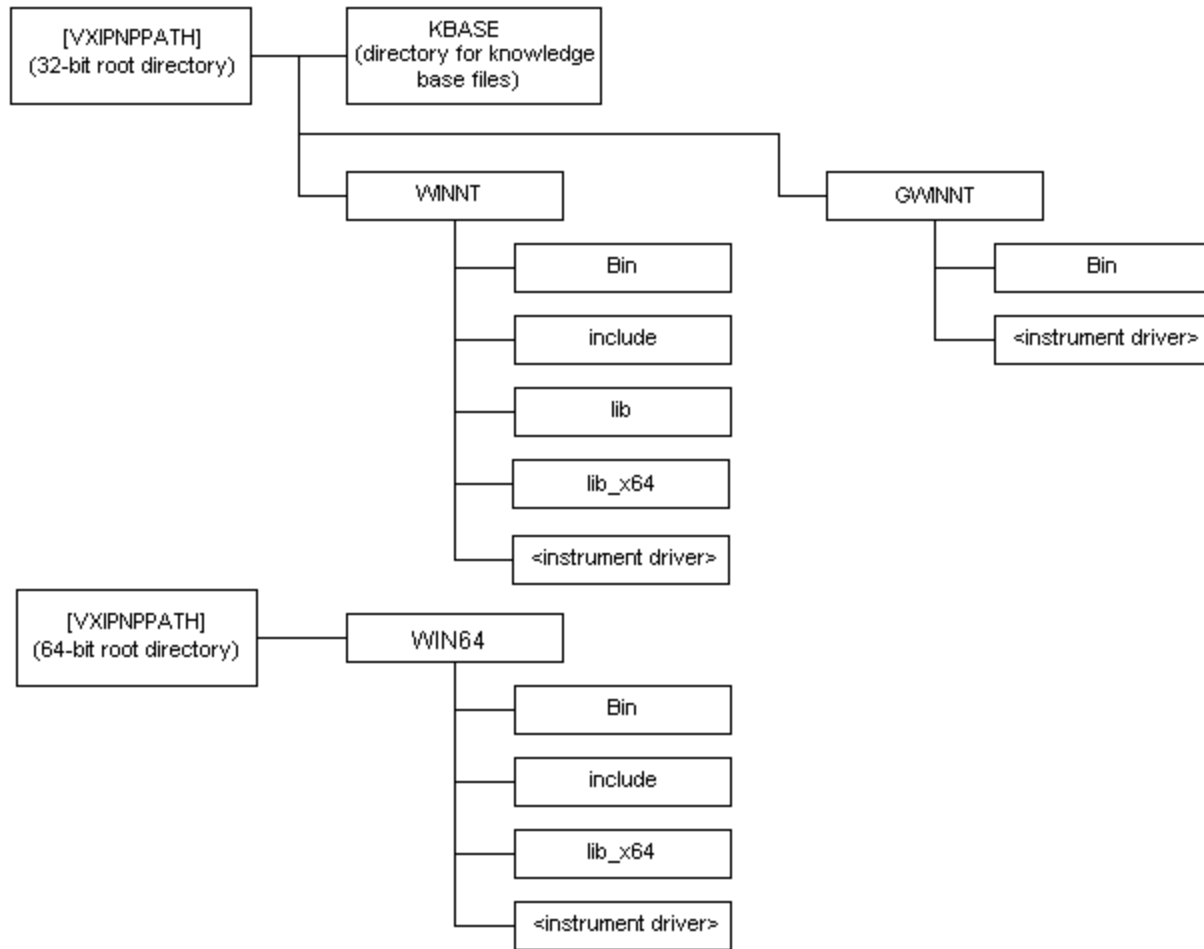 [VXIPNPPATH]
(32-bit root directory)
KBASE
(directory for knowledge
base files)
WINNT
GWINNT
Bin
Bin
include
<instrument driver>
lib
lib_x64
<instrument driver>
[VXIPNPPATH]
(64-bit root directory)
WIN64
Bin
include
lib_x64
<instrument driver>